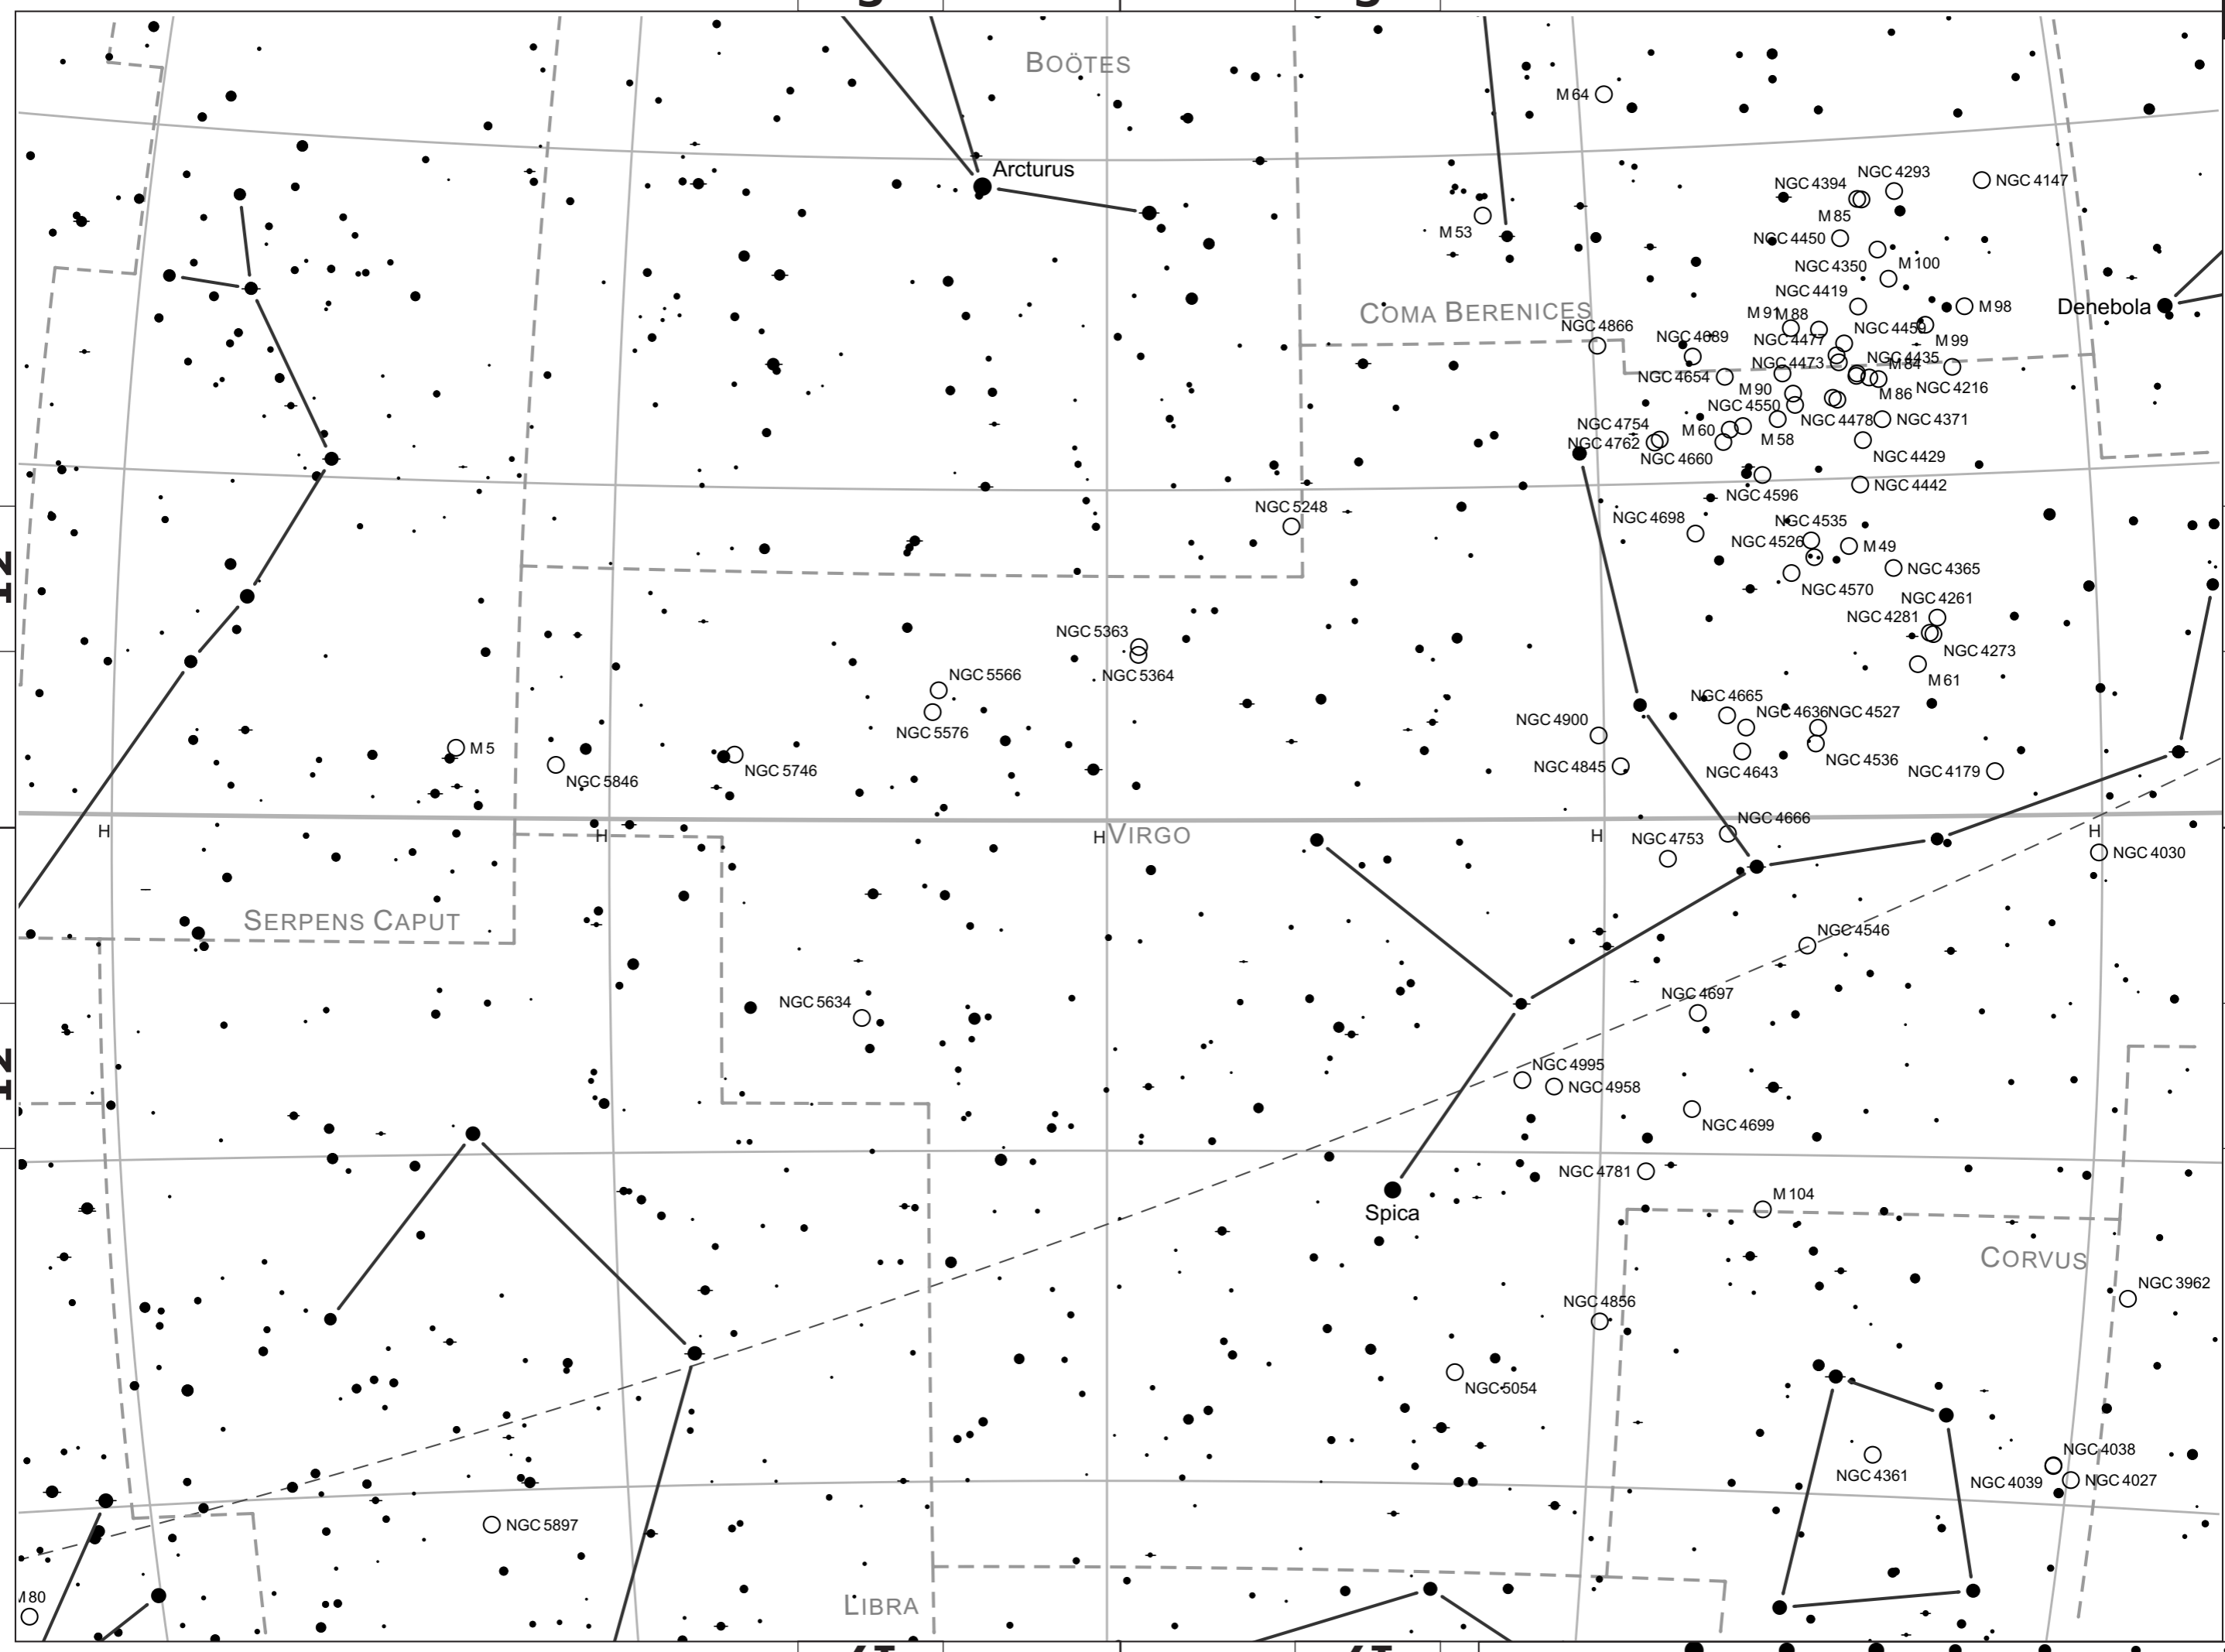 BOÖTES
M 64
Arcturus
NGC 4293
NGC 4394
NGC 4147
M 85
M 53
NGC 4450
M 100
NGC 4350
NGC 4419
M 98
Denebola
COMA BERENICES
M 91
M 88
NGC 4866
NGC 4689
NGC 4459
NGC 4477
M 99
NGC 4435
NGC 4473
M 84
NGC 4654
M 90
M 86
NGC 4216
NGC 4550
NGC 4478
NGC 4371
NGC 4754
M 60
M 58
NGC 4762
NGC 4660
NGC 4429
NGC 4442
NGC 4596
NGC 5248
NGC 4698
NGC 4535
NGC 4526
M 49
NGC 4365
12
NGC 4570
NGC 4261
NGC 4281
NGC 5363
NGC 4273
NGC 5566
NGC 5364
M 61
NGC 4665
NGC 4636
NGC 4527
NGC 4900
NGC 5576
M 5
NGC 5846
NGC 5746
NGC 4845
NGC 4643
NGC 4536
NGC 4179
NGC 4666
H
H
H
VIRGO
H
H
NGC 4753
NGC 4030
SERPENS CAPUT
NGC 4546
NGC 5634
NGC 4697
12
NGC 4995
NGC 4958
NGC 4699
NGC 4781
M 104
Spica
CORVUS
NGC 3962
NGC 4856
NGC 5054
NGC 4038
NGC 4361
NGC 4039
NGC 4027
NGC 5897
M 80
LIBRA